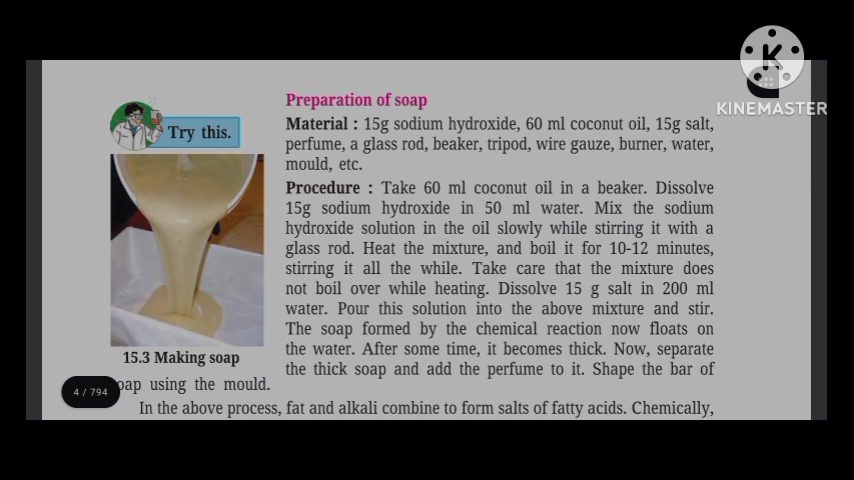 KINEMASTER
Try this.
Preparation of soap
Material : 15g sodium hydroxide, 60 ml coconut oil, 15g salt,
perfume, a glass rod, beaker, tripod, wire gauze, burner, water,
mould, etc.
Procedure : Take 60 ml coconut oil in a beaker. Dissolve
15g sodium hydroxide in 50 ml water. Mix the sodium
hydroxide solution in the oil slowly while stirring it with a
glass rod. Heat the mixture, and boil it for 10-12 minutes,
stirring it all the while. Take care that the mixture does
not boil over while heating. Dissolve 15 g salt in 200 ml
water. Pour this solution into the above mixture and stir.
The soap formed by the chemical reaction now floats on
the water. After some time, it becomes thick. Now, separate
the thick soap and add the perfume to it. Shape the bar of
15.3 Making soap
oap using the mould.
4 / 794
In the above process, fat and alkali combine to form salts of fatty acids. Chemically,